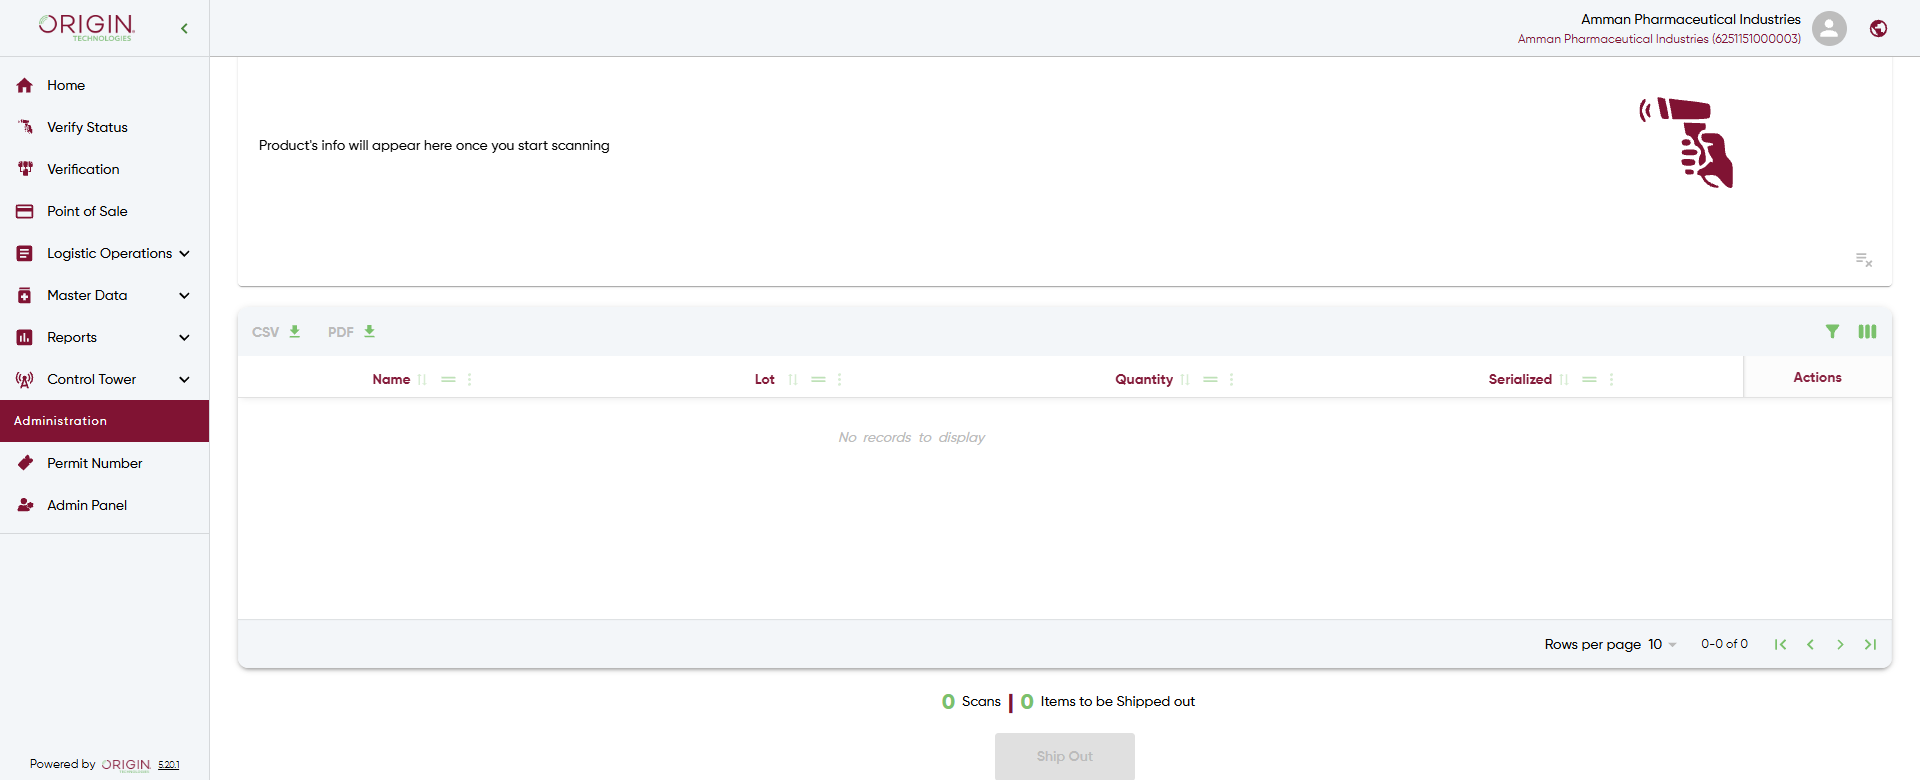 ORIGIN
TECHNOLOGIES
Amman Pharmaceutical Industries
Amman Pharmaceutical Industries (6251151000003)
Home
Verify Status
Verification
Point of Sale
Logistic Operations
Master Data
Reports
Control Tower
Administration
Permit Number
Admin Panel
Powered by ORIGIN TECHNOLOGIES 5.20.1
Product's info will appear here once you start scanning
CSV PDF
Name Lot Quantity Serialized Actions
No records to display
Rows per page 10 0-0 of 0
0 Scans | 0 Items to be Shipped out
Ship Out